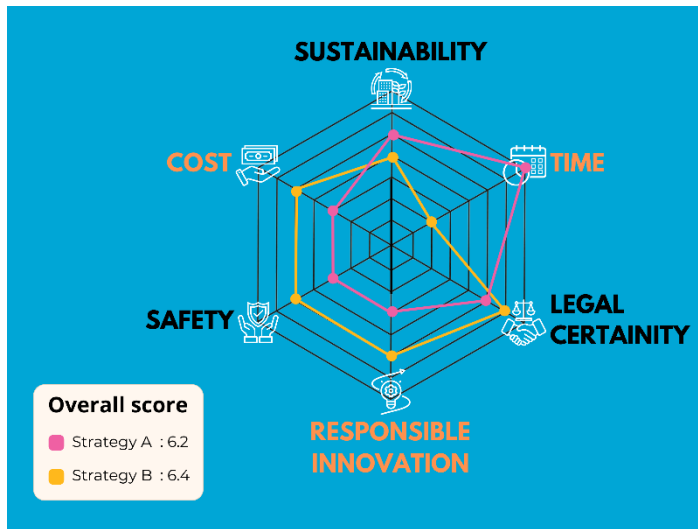 SUSTAINABILITY
COST
TIME
SAFETY
LEGAL
CERTAINITY
RESPONSIBLE
INNOVATION
Overall score
Strategy A : 6.2
Strategy B : 6.4